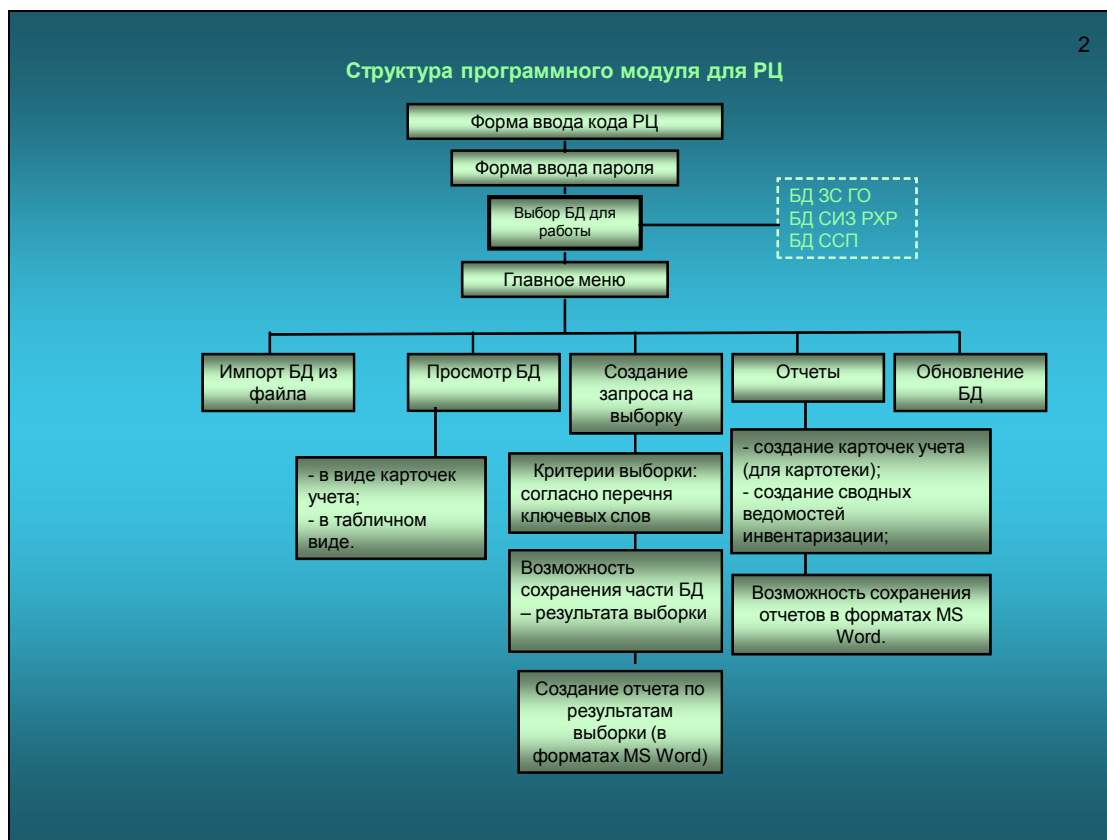 2
Структура программного модуля для РЦ
Форма ввода кода РЦ
Форма ввода пароля
Выбор БД для
работы
БД ЗС ГО
БД СИЗ РХР
БД ССП
Главное меню
Импорт БД из
файла
Просмотр БД
Создание
запроса на
выборку
Отчеты
Обновление
БД
- в виде карточек
учета;
- в табличном
виде.
Критерии выборки:
согласно перечня
ключевых слов
- создание карточек учета
(для картотеки);
- создание сводных
ведомостей
инвентаризации;
Возможность
сохранения части БД
– результата выборки
Возможность сохранения
отчетов в форматах MS
Word.
Создание отчета по
результатам
выборки (в
форматах MS Word)